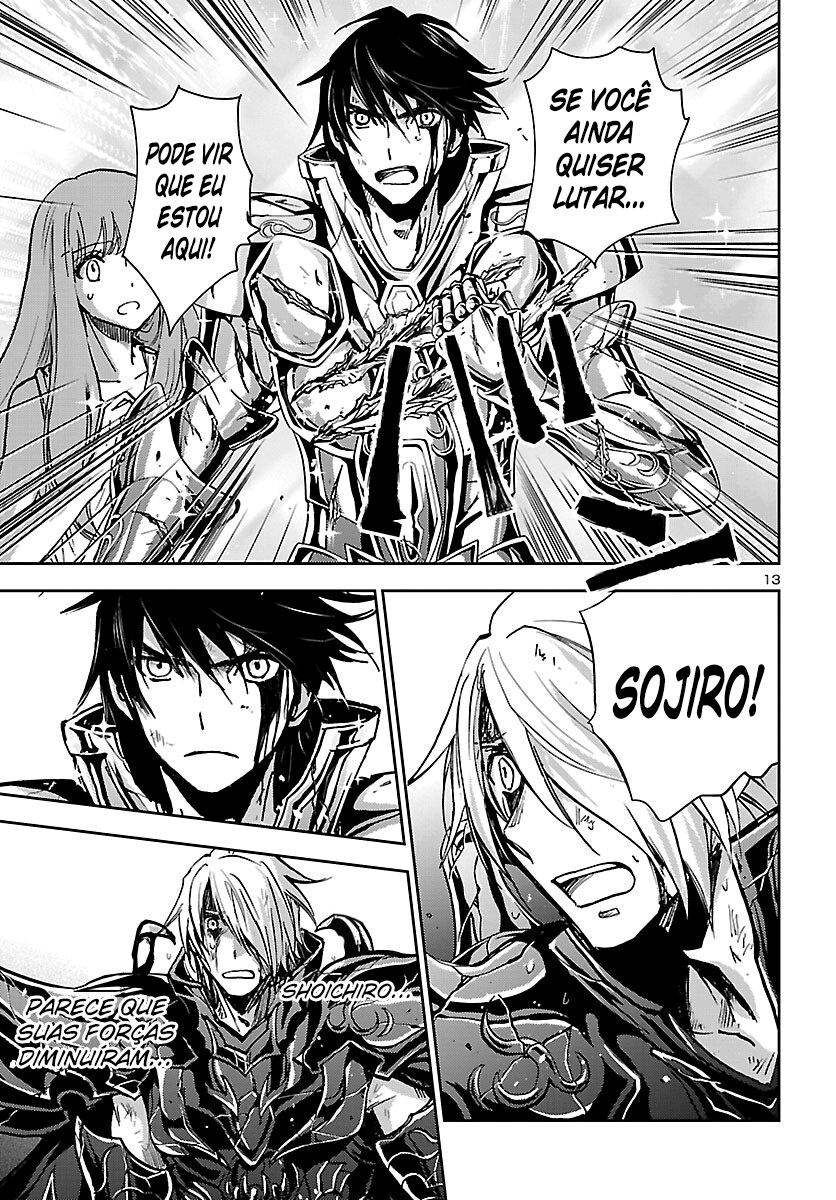 SE VOCÊ
AINDA
QUISER
LUTAR...
PODE VIR
QUE EU
ESTOU
AQUI!
13
SOJIRO!
SHOICHIRO...
PARECE QUE
SUAS FORÇAS
DIMINUÍRAM...